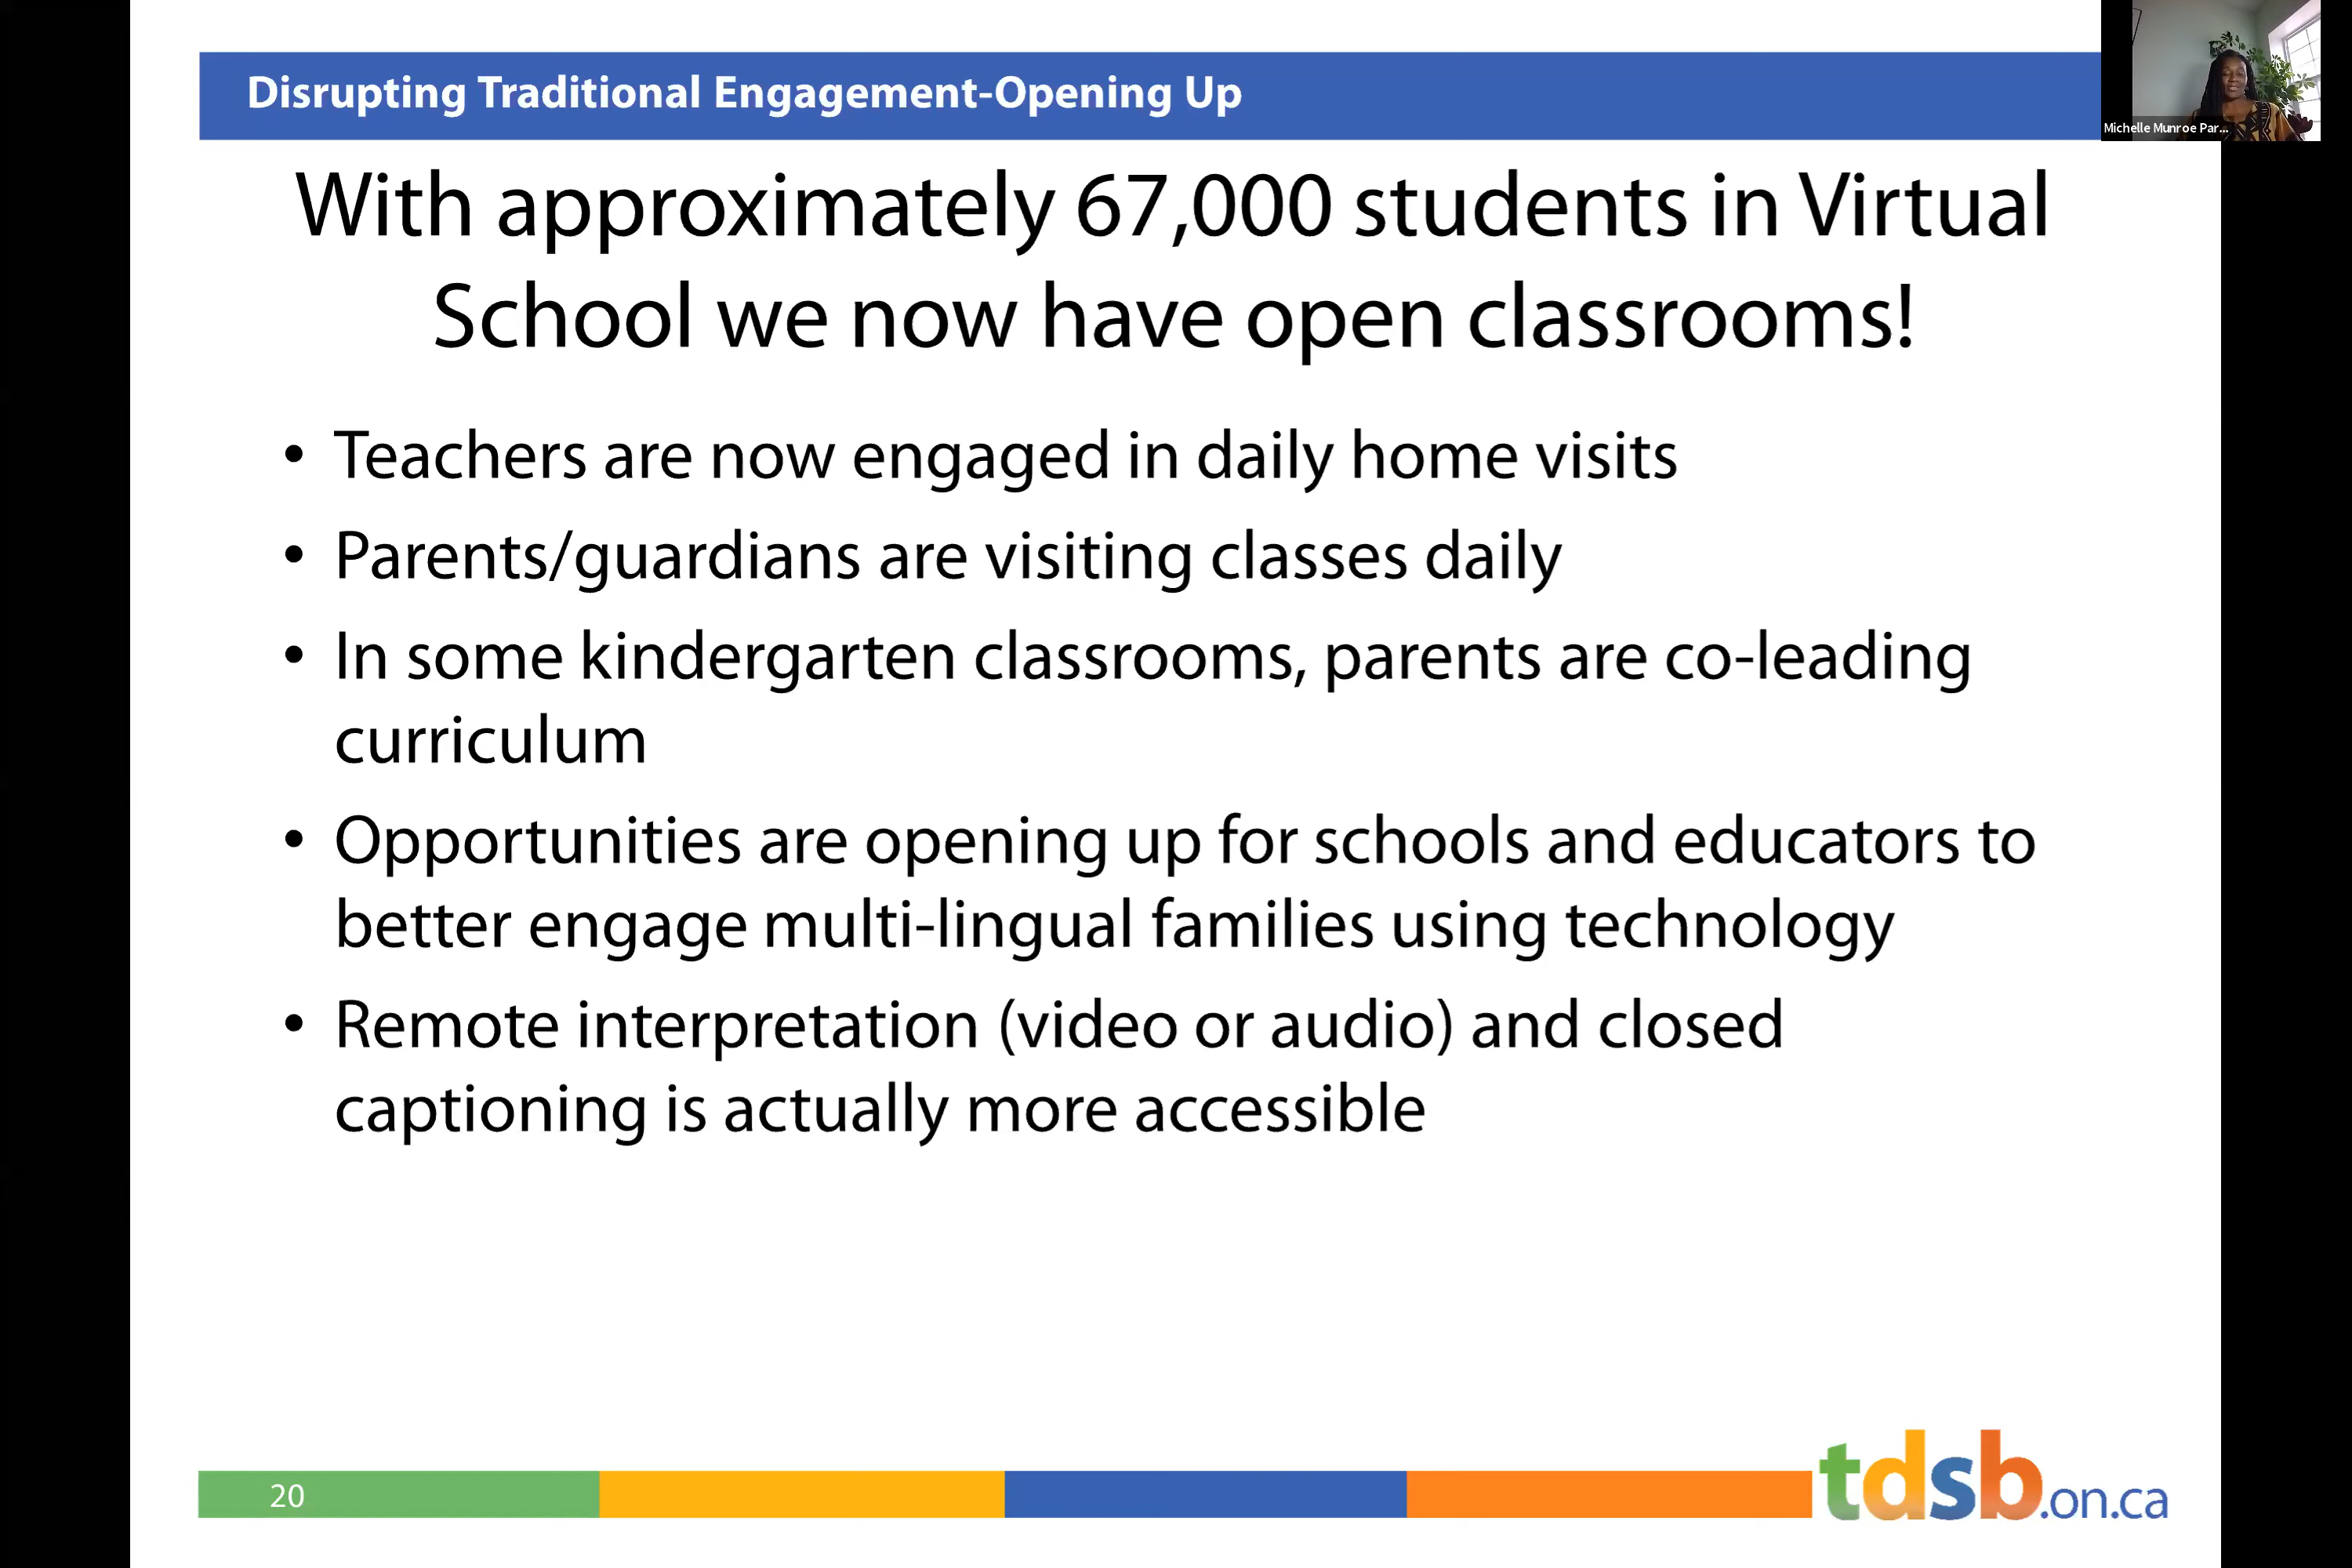 Disrupting Traditional Engagement-Opening Up
Michelle Munroe Par...
With approximately 67,000 students in Virtual
School we now have open classrooms!
• Teachers are now engaged in daily home visits
• Parents/guardians are visiting classes daily
• In some kindergarten classrooms, parents are co-leading
curriculum
• Opportunities are opening up for schools and educators to
better engage multi-lingual families using technology
• Remote interpretation (video or audio) and closed
captioning is actually more accessible
20
tdsb.on.ca